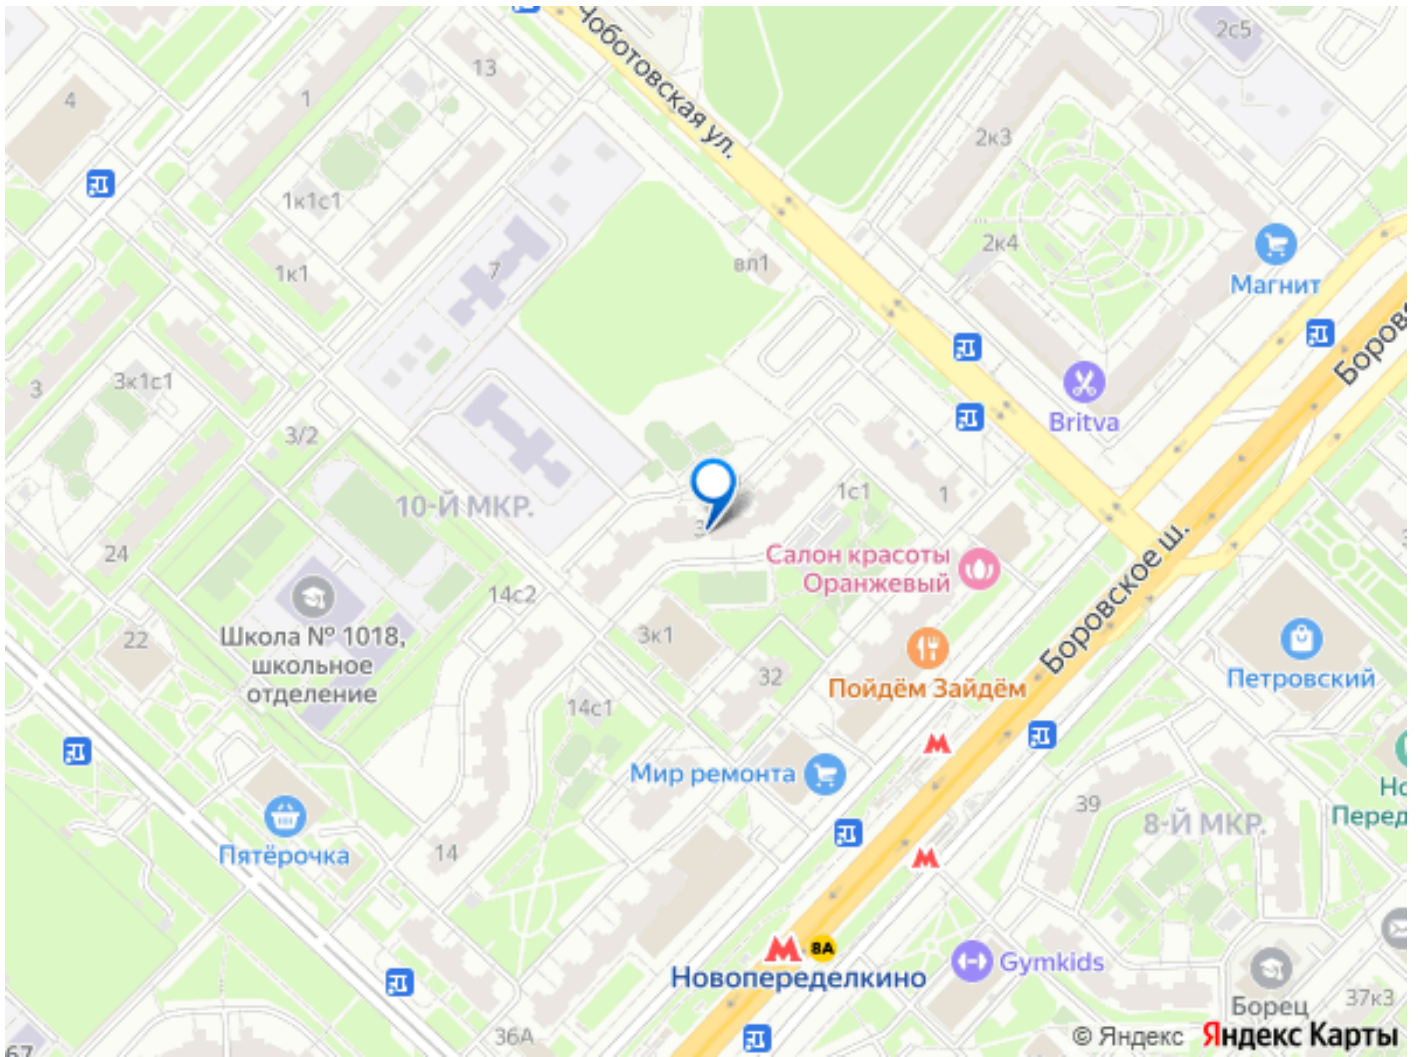 Чоботовская ул.
2с5
13
4
1
2к3
1к1с1
2к4
7
вл1
1к1
Магнит
Боровс
3к1с1
3
Britva
3/2
1с1
1
10-Й МКР.
24
Салон красоты
Оранжевый
Боровское ш.
14с2
Школа № 1018,
школьное
отделение
22
3к1
32
Пойдём Зайдём
Петровский
14с1
Мир ремонта
39
Но
Перед
8-Й МКР.
Пятёрочка
14
8А
Новопеределкино
Gymkids
Борец
37к3
36А
67
© Яндекс Яндекс Карты